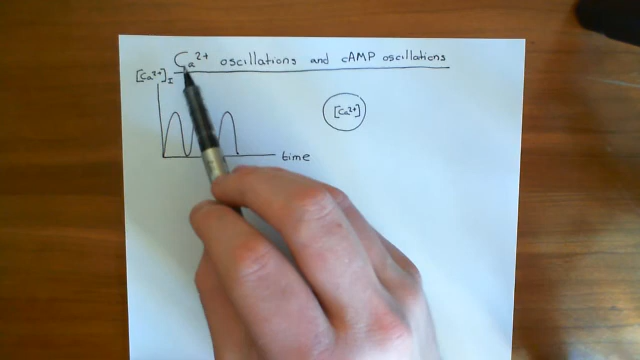 Ca²⁺ oscillations and cAMP oscillations
[Ca²⁺]I
[Ca²⁺]
time